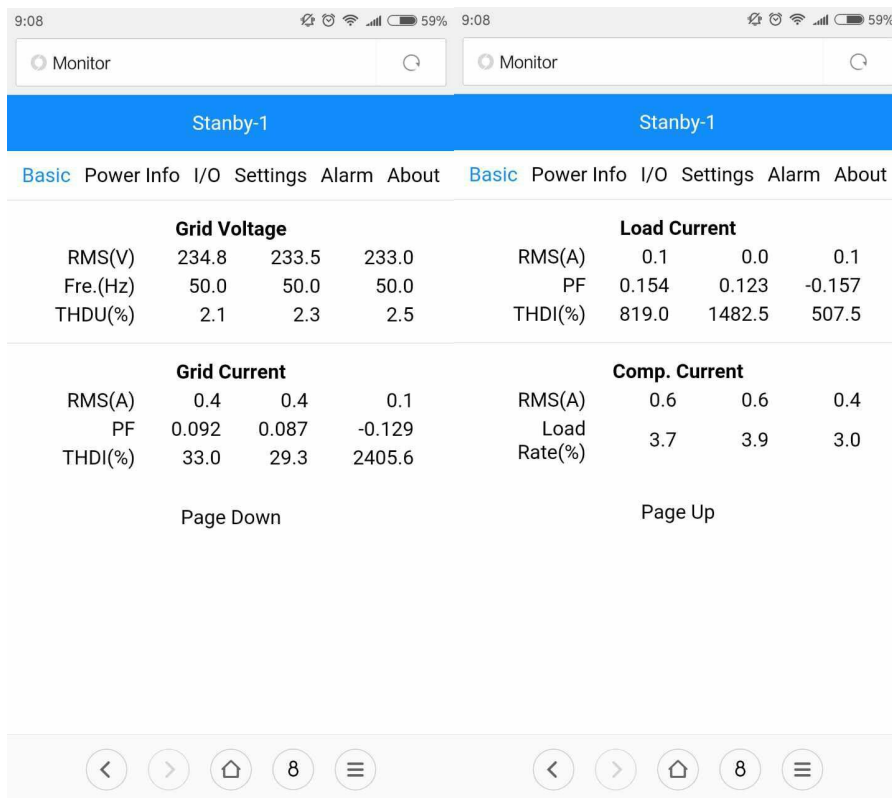 9:08 59%
Monitor
Stanby-1
Basic Power Info I/O Settings Alarm About
Grid Voltage
RMS(V) 234.8 233.5 233.0
Fre.(Hz) 50.0 50.0 50.0
THDU(%) 2.1 2.3 2.5
Grid Current
RMS(A) 0.4 0.4 0.1
PF 0.092 0.087 -0.129
THDI(%) 33.0 29.3 2405.6
Page Down
8
9:08 59%
Monitor
Stanby-1
Basic Power Info I/O Settings Alarm About
Load Current
RMS(A) 0.1 0.0 0.1
PF 0.154 0.123 -0.157
THDI(%) 819.0 1482.5 507.5
Comp. Current
RMS(A) 0.6 0.6 0.4
Load
Rate(%) 3.7 3.9 3.0
Page Up
8